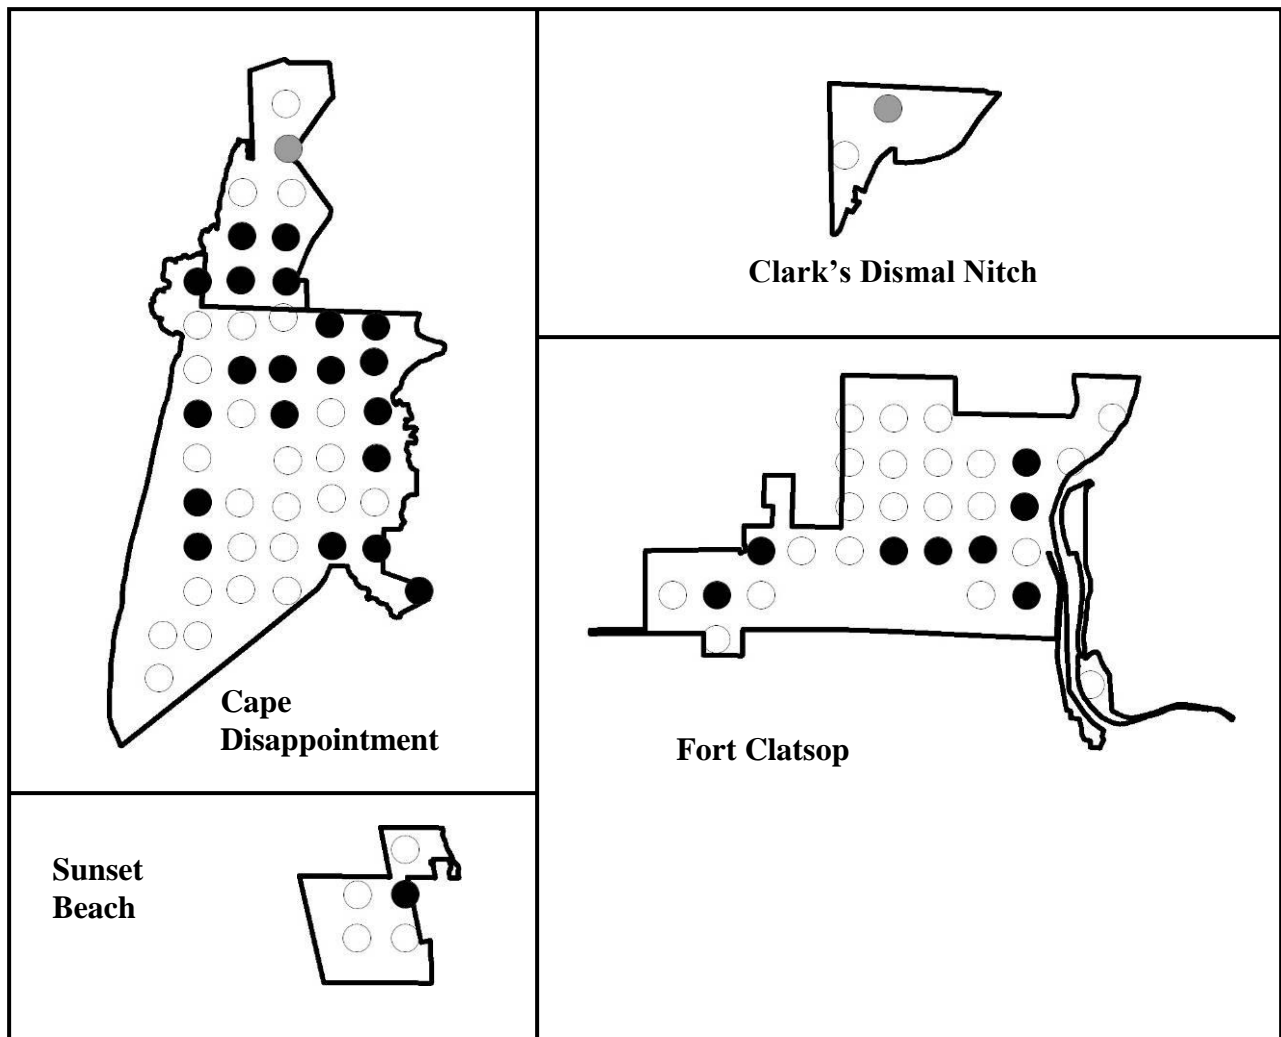 Clark’s Dismal Nitch
Cape
Disappointment
Fort Clatsop
Sunset
Beach